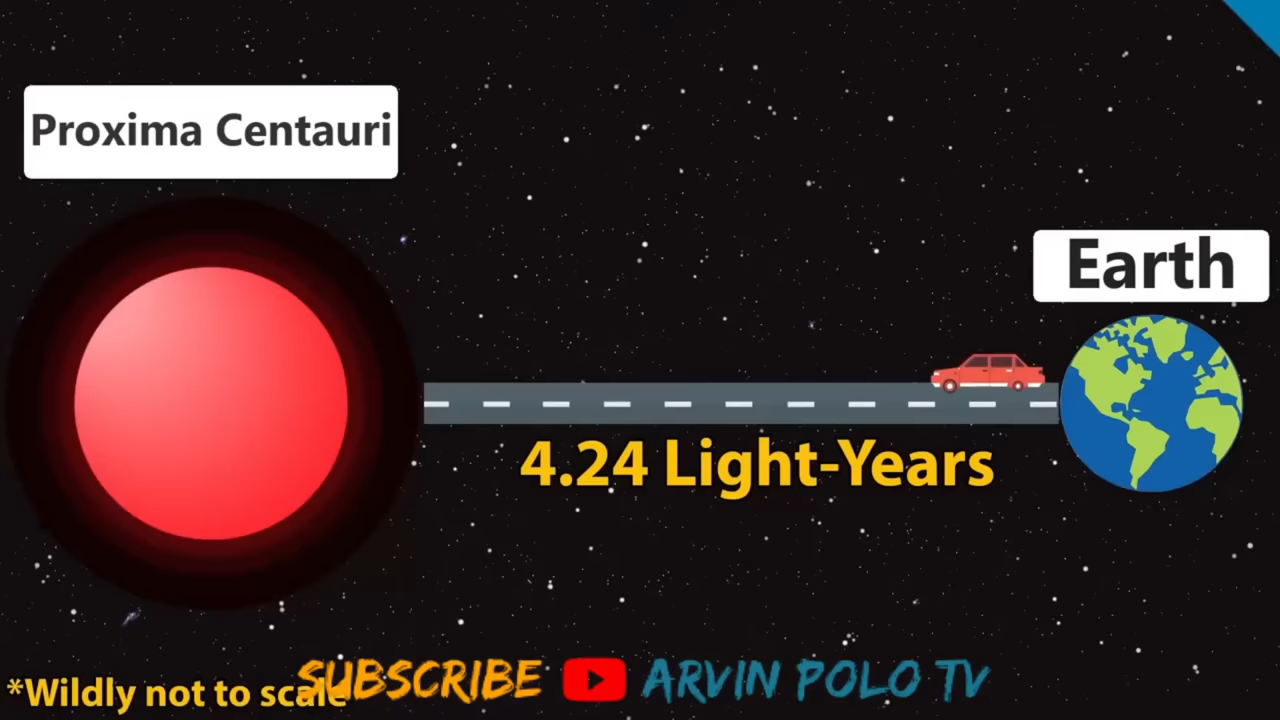 Proxima Centauri
Earth
4.24 Light-Years
*Wildly not to scale
SUBSCRIBE ARVIN POLO TV